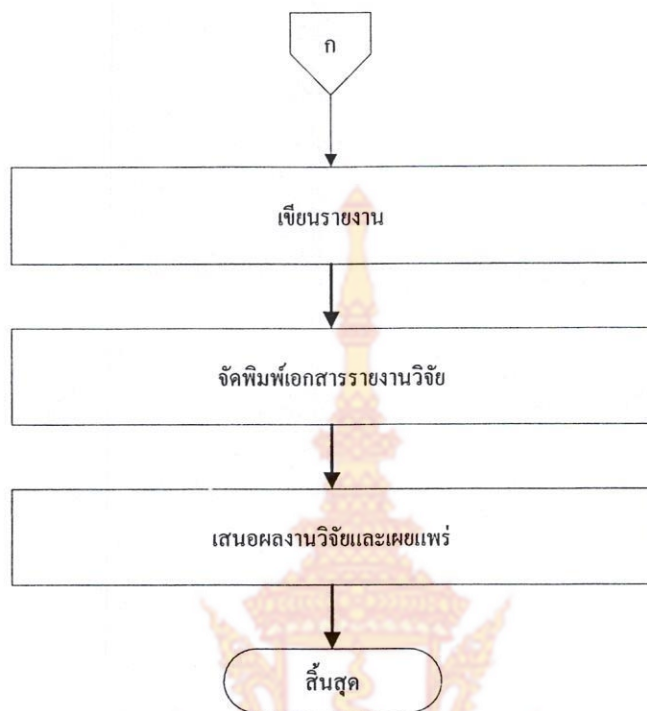 ก
เขียนรายงาน
จัดพิมพ์เอกสารรายงานวิจัย
เสนอผลงานวิจัยและเผยแพร่
สิ้นสุด